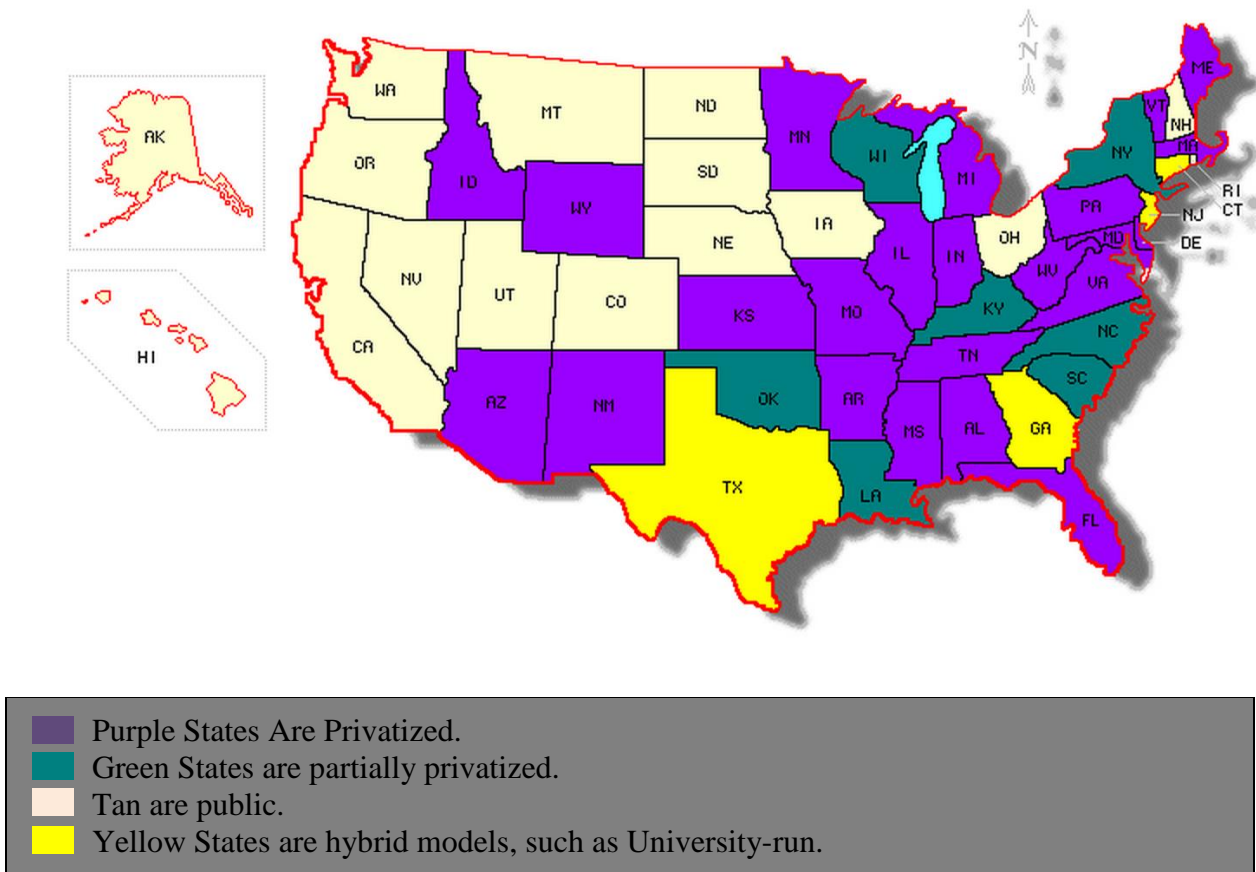 N
ME
WA
VT
MT
ND
NH
AK
MN
OR
WI
NY
MA
ID
SD
MI
RI
WY
CT
PA
NJ
IA
NE
OH
MD
DE
IL
IN
NV
UT
WV
CO
VA
KY
MO
KS
CA
HI
NC
TN
SC
AZ
NM
OK
AR
GA
MS
AL
TX
LA
FL
Purple States Are Privatized.
Green States are partially privatized.
Tan are public.
Yellow States are hybrid models, such as University-run.